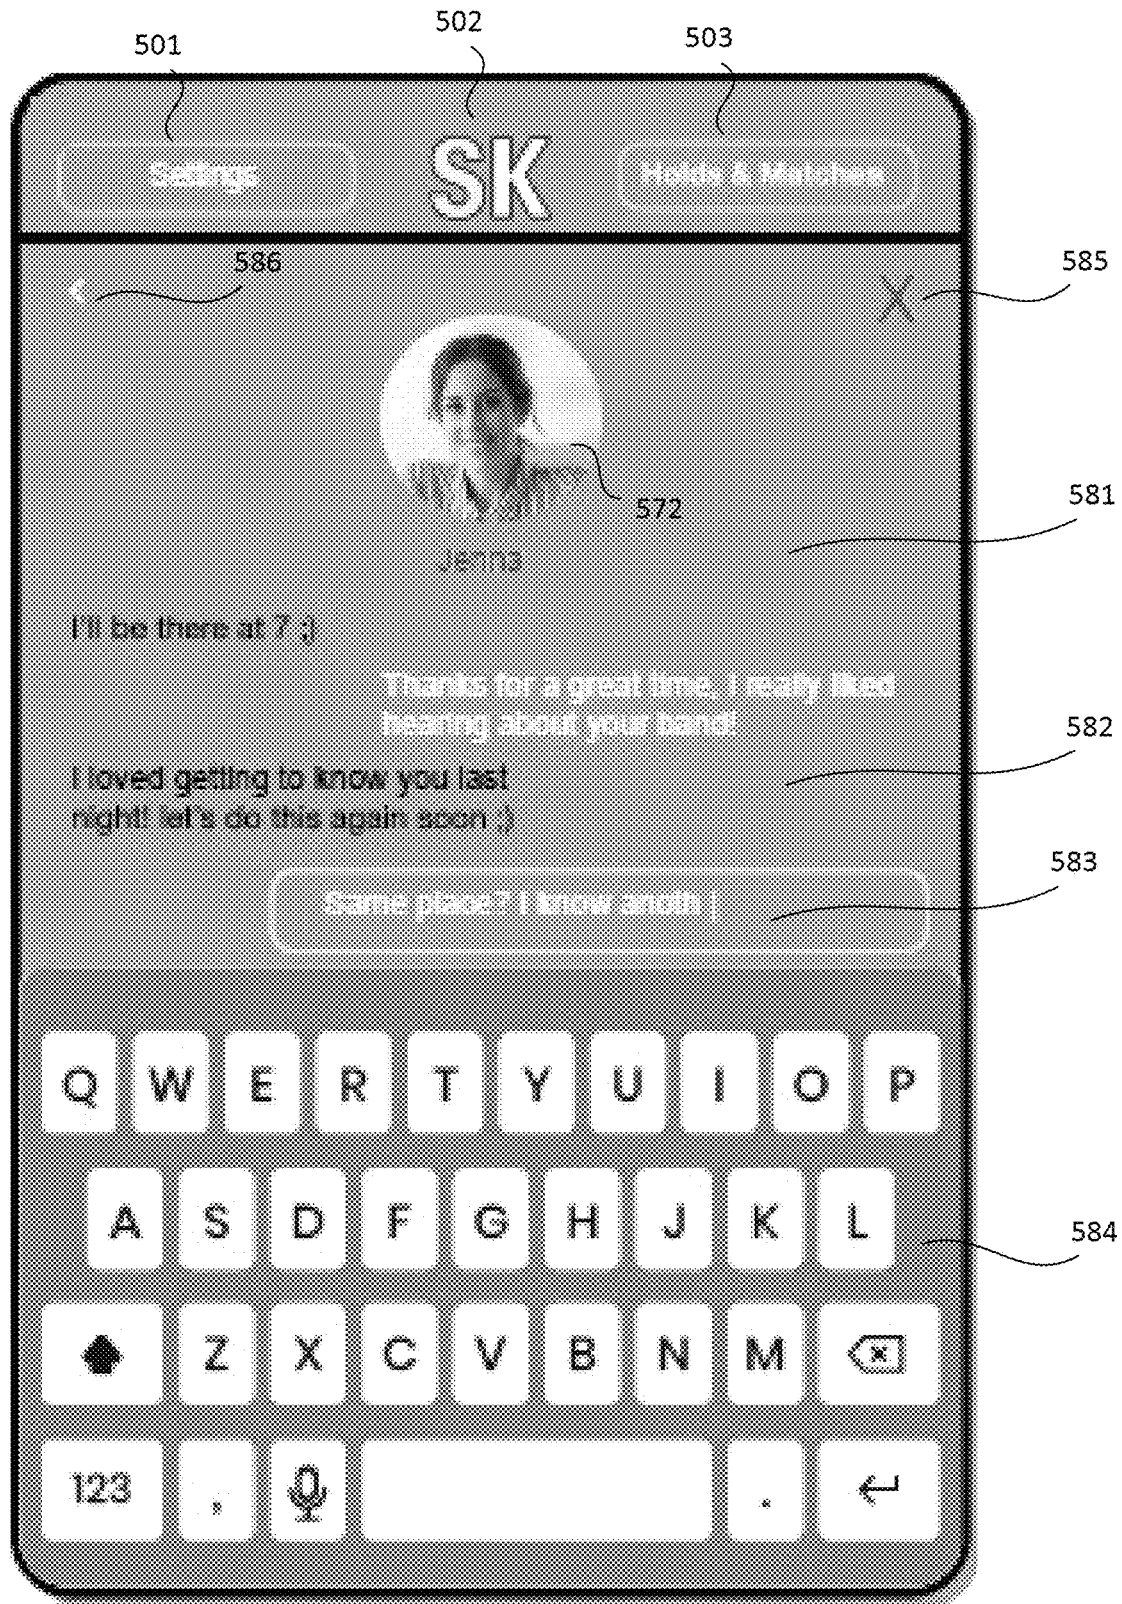 501
502
503
Settings
SK
Holds & Matches
586
585
572
581
Jenna
I'll be there at 7 ;)
Thanks for a great time. I really liked
hearing about your band!
582
I loved getting to know you last
night! let's do this again soon ;)
583
Same place? I know anoth|
Q W E R T Y U I O P
A S D F G H J K L
584
Z X C V B N M
123 , .